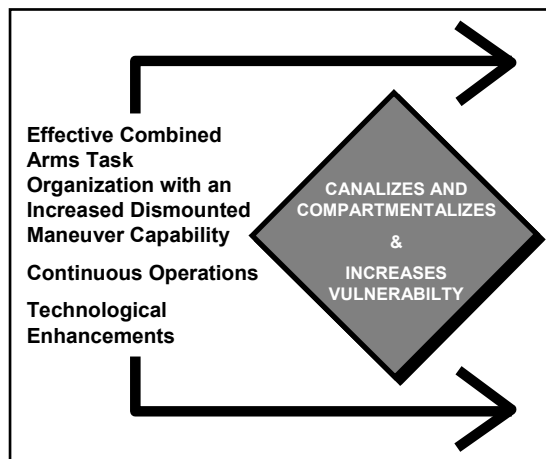 Effective Combined
Arms Task
Organization with an
Increased Dismounted
Maneuver Capability
Continuous Operations
Technological
Enhancements
CANALIZES AND
COMPARTMENTALIZES
&
INCREASES
VULNERABILTY